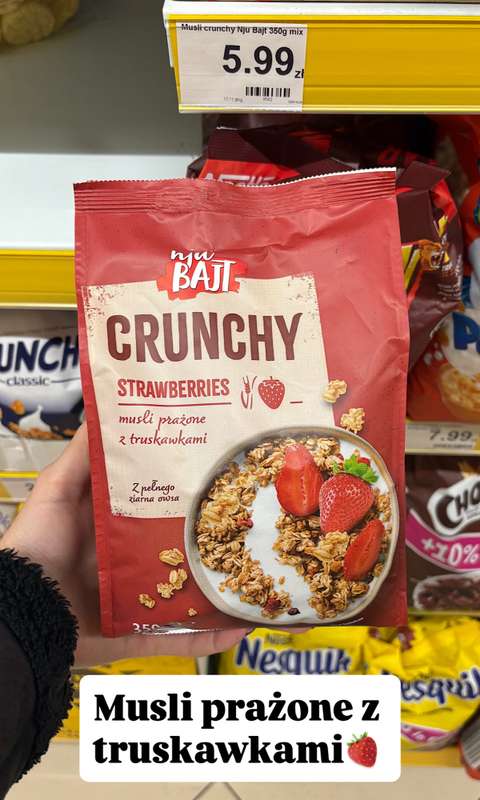 Musli crunchy Nju Bajt 350g mix
5.99 zł
nju
BAJT
CRUNCHY
STRAWBERRIES
musli prażone
z truskawkami
Z pełnego
ziarna owsa
UNCH
classic
7.99
CHO
+10%
Nesquik
esquik
Musli prażone z
truskawkami🍓